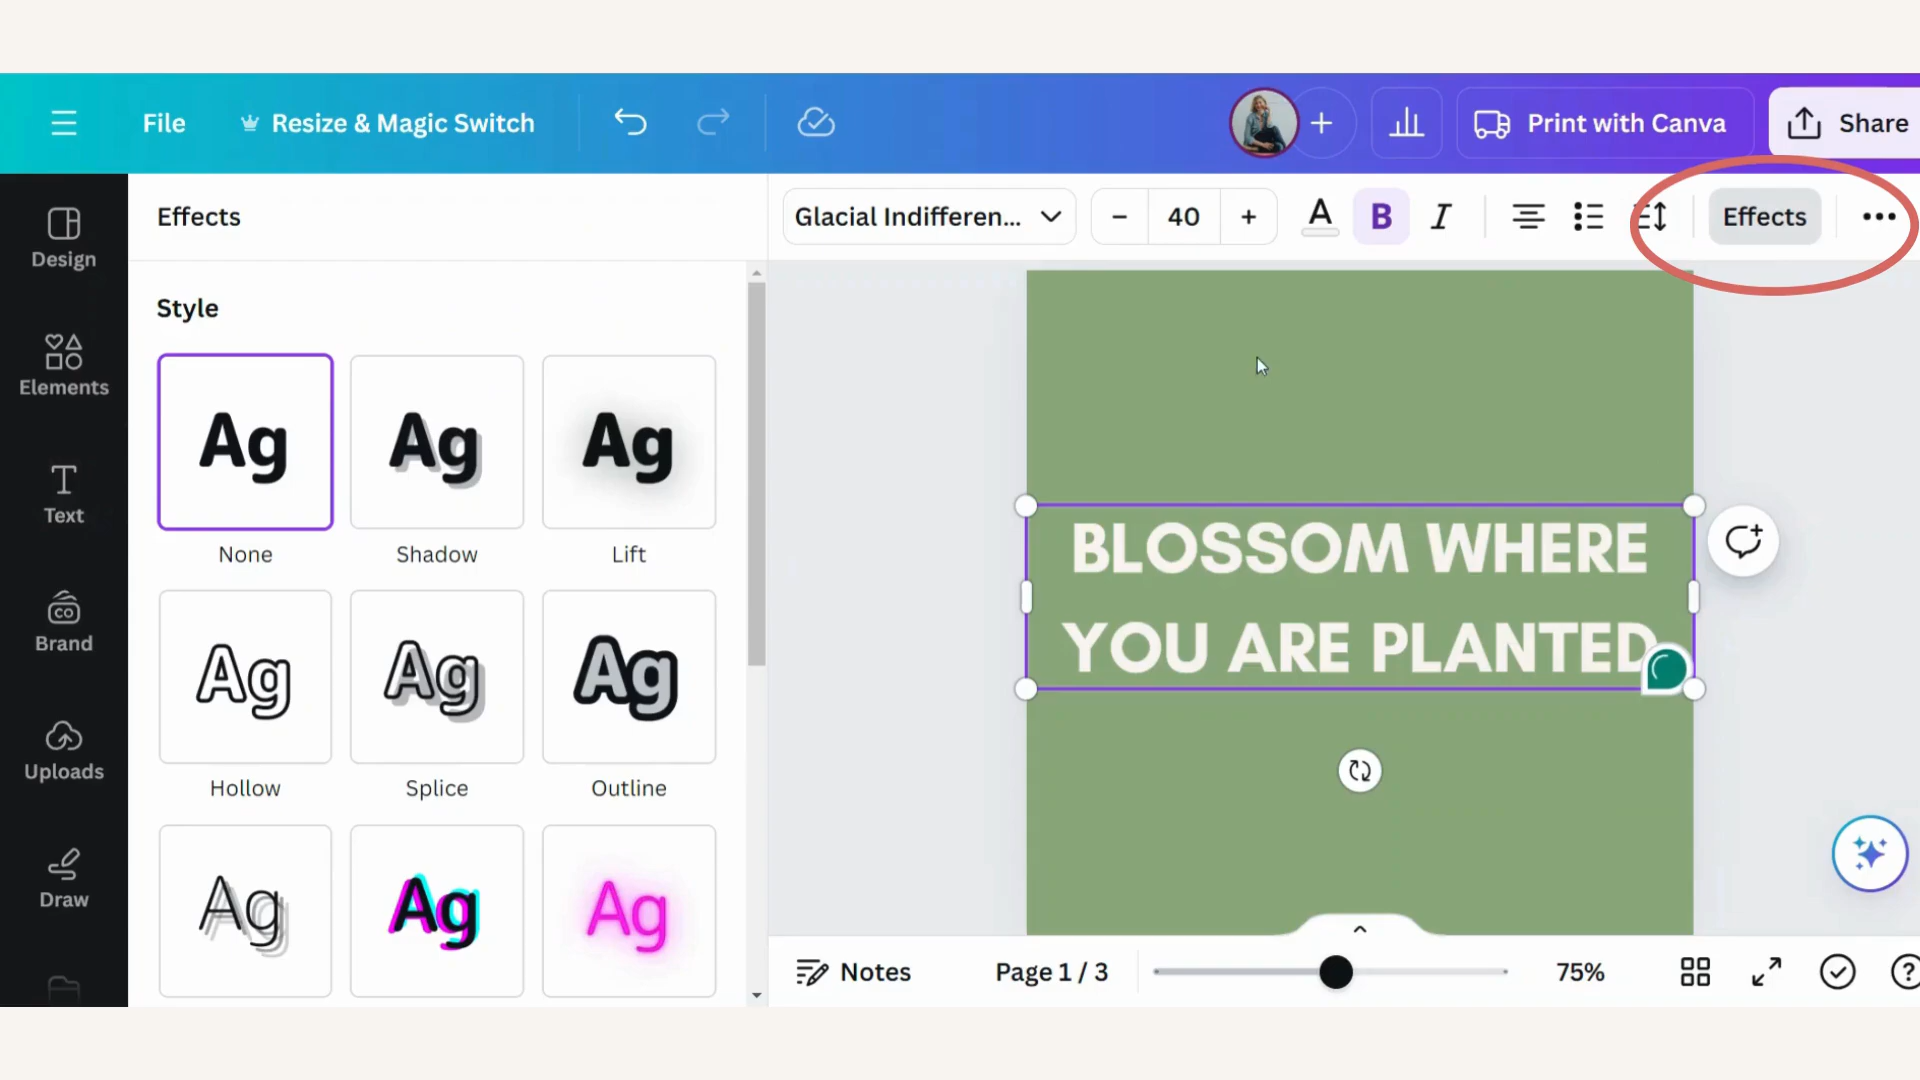 File
Resize & Magic Switch
Print with Canva
Share
Design
Elements
Text
Brand
CO
Uploads
Draw
Effects
Glacial Indifferen...
40
A
B
I
Effects
Style
Ag
None
Ag
Shadow
Ag
Lift
Ag
Hollow
Ag
Splice
Ag
Outline
Ag
Ag
Ag
BLOSSOM WHERE
YOU ARE PLANTED
Notes
Page 1 / 3
75%
?